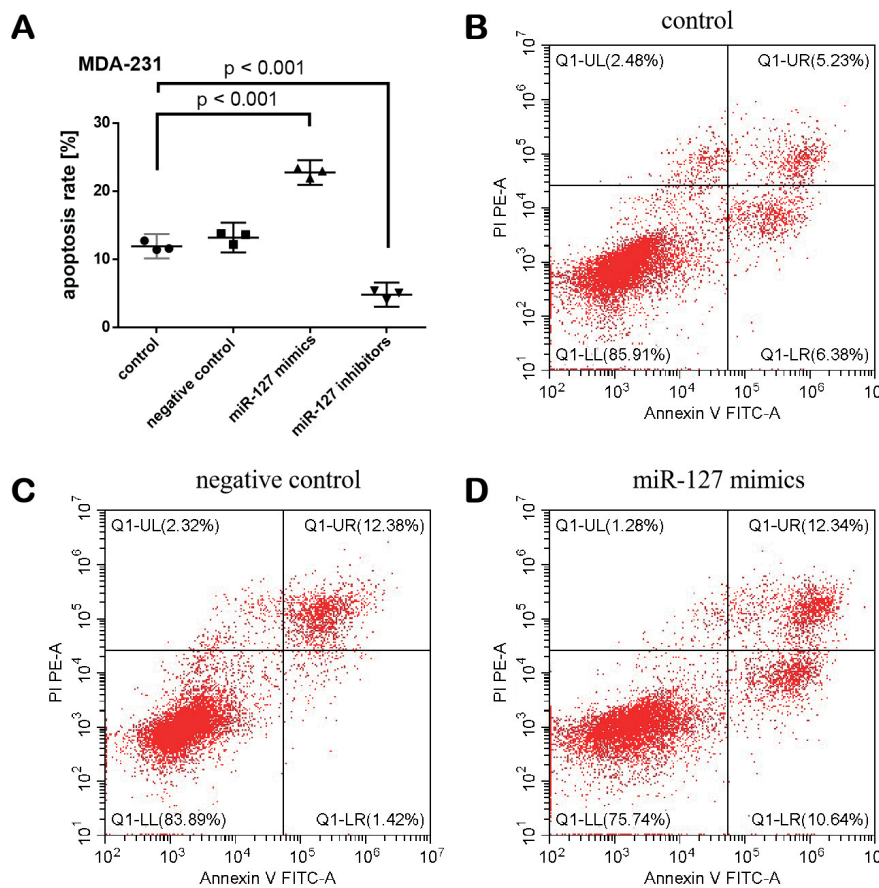 A
MDA-231
p < 0.001
p < 0.001
apoptosis rate [%]
30
20
10
0
control
negative control
miR-127 mimics
miR-127 inhibitors
B
control
Q1-UL(2.48%)
Q1-UR(5.23%)
Q1-LL(85.91%)
Q1-LR(6.38%)
PI PE-A
10^7
10^6
10^5
10^4
10^3
10^2
10^1
10^2
10^3
10^4
10^5
10^6
10^7
Annexin V FITC-A
C
negative control
Q1-UL(2.32%)
Q1-UR(12.38%)
Q1-LL(83.89%)
Q1-LR(1.42%)
PI PE-A
10^7
10^6
10^5
10^4
10^3
10^2
10^1
10^2
10^3
10^4
10^5
10^6
10^7
Annexin V FITC-A
D
miR-127 mimics
Q1-UL(1.28%)
Q1-UR(12.34%)
Q1-LL(75.74%)
Q1-LR(10.64%)
PI PE-A
10^7
10^6
10^5
10^4
10^3
10^2
10^1
10^2
10^3
10^4
10^5
10^6
Annexin V FITC-A